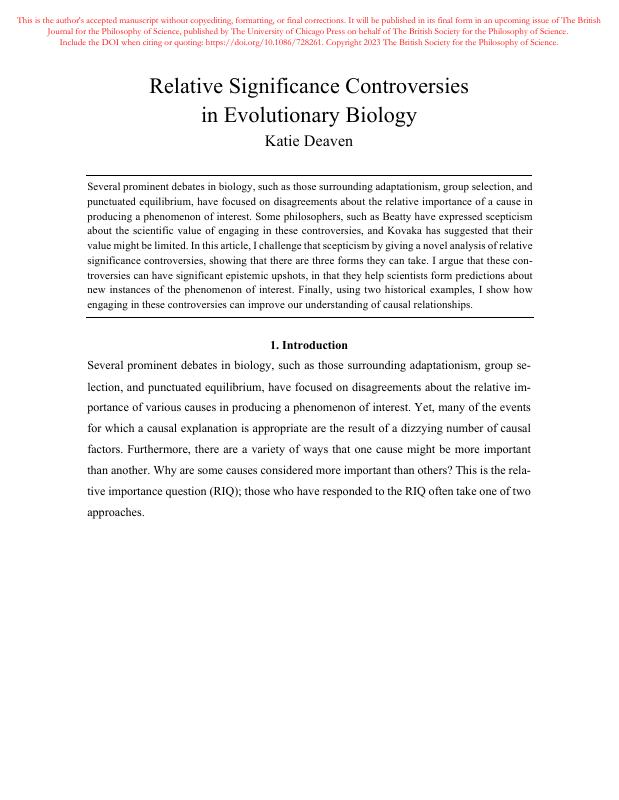 This is the author's accepted manuscript without copyediting, formatting, or final corrections. It will be published in its final form in an upcoming issue of The British
Journal for the Philosophy of Science, published by The University of Chicago Press on behalf of The British Society for the Philosophy of Science.
Include the DOI when citing or quoting: https://doi.org/10.1086/728261. Copyright 2023 The British Society for the Philosophy of Science.
Relative Significance Controversies
in Evolutionary Biology
Katie Deaven
Several prominent debates in biology, such as those surrounding adaptationism, group selection, and
punctuated equilibrium, have focused on disagreements about the relative importance of a cause in
producing a phenomenon of interest. Some philosophers, such as Beatty have expressed scepticism
about the scientific value of engaging in these controversies, and Kovaka has suggested that their
value might be limited. In this article, I challenge that scepticism by giving a novel analysis of relative
significance controversies, showing that there are three forms they can take. I argue that these con-
troversies can have significant epistemic upshots, in that they help scientists form predictions about
new instances of the phenomenon of interest. Finally, using two historical examples, I show how
engaging in these controversies can improve our understanding of causal relationships.
1. Introduction
Several prominent debates in biology, such as those surrounding adaptationism, group se-
lection, and punctuated equilibrium, have focused on disagreements about the relative im-
portance of various causes in producing a phenomenon of interest. Yet, many of the events
for which a causal explanation is appropriate are the result of a dizzying number of causal
factors. Furthermore, there are a variety of ways that one cause might be more important
than another. Why are some causes considered more important than others? This is the rela-
tive importance question (RIQ); those who have responded to the RIQ often take one of two
approaches.